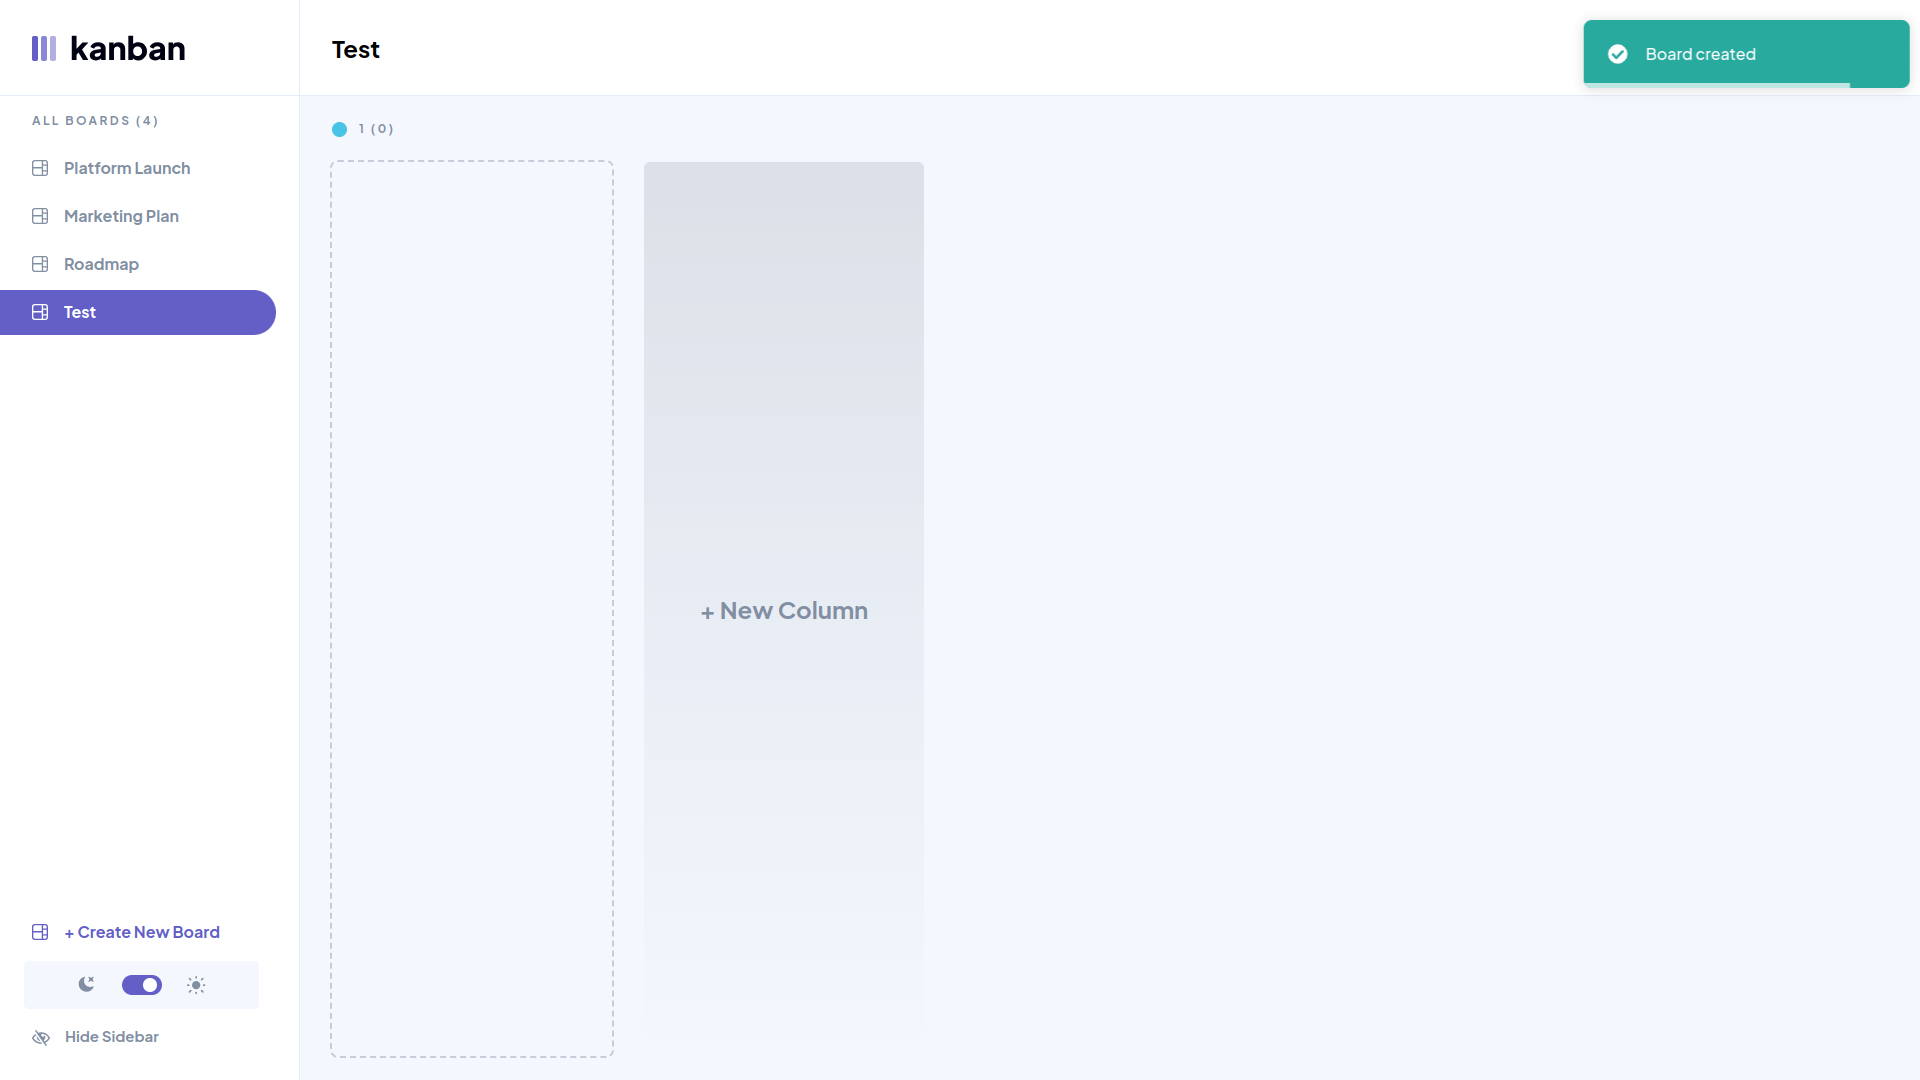 kanban
Test
Board created
ALL BOARDS (4)
1 (0)
Platform Launch
Marketing Plan
Roadmap
Test
+ New Column
+ Create New Board
Hide Sidebar